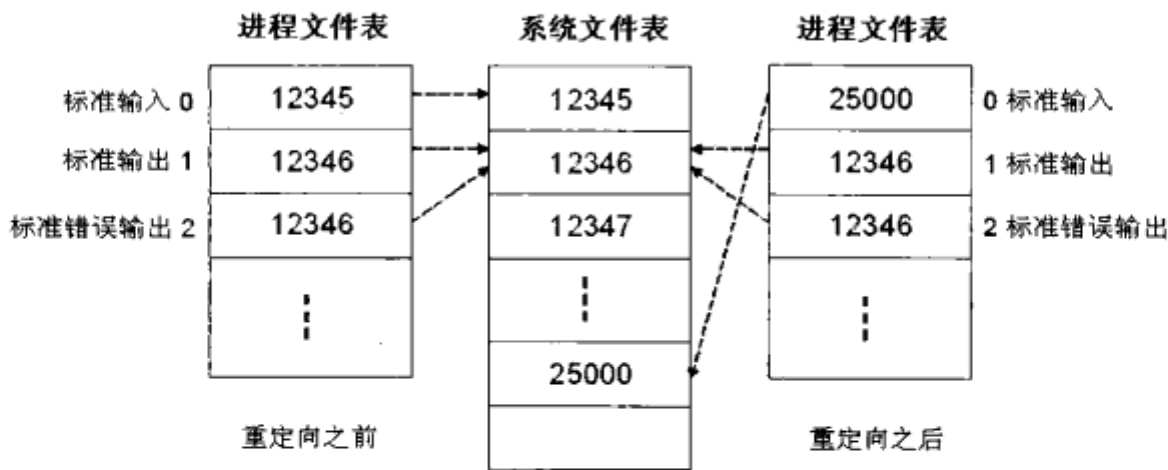 进程文件表 系统文件表 进程文件表
标准输入 0 12345 12345 25000 0 标准输入
标准输出 1 12346 12346 12346 1 标准输出
标准错误输出 2 12346 12347 12346 2 标准错误输出
25000
重定向之前 重定向之后